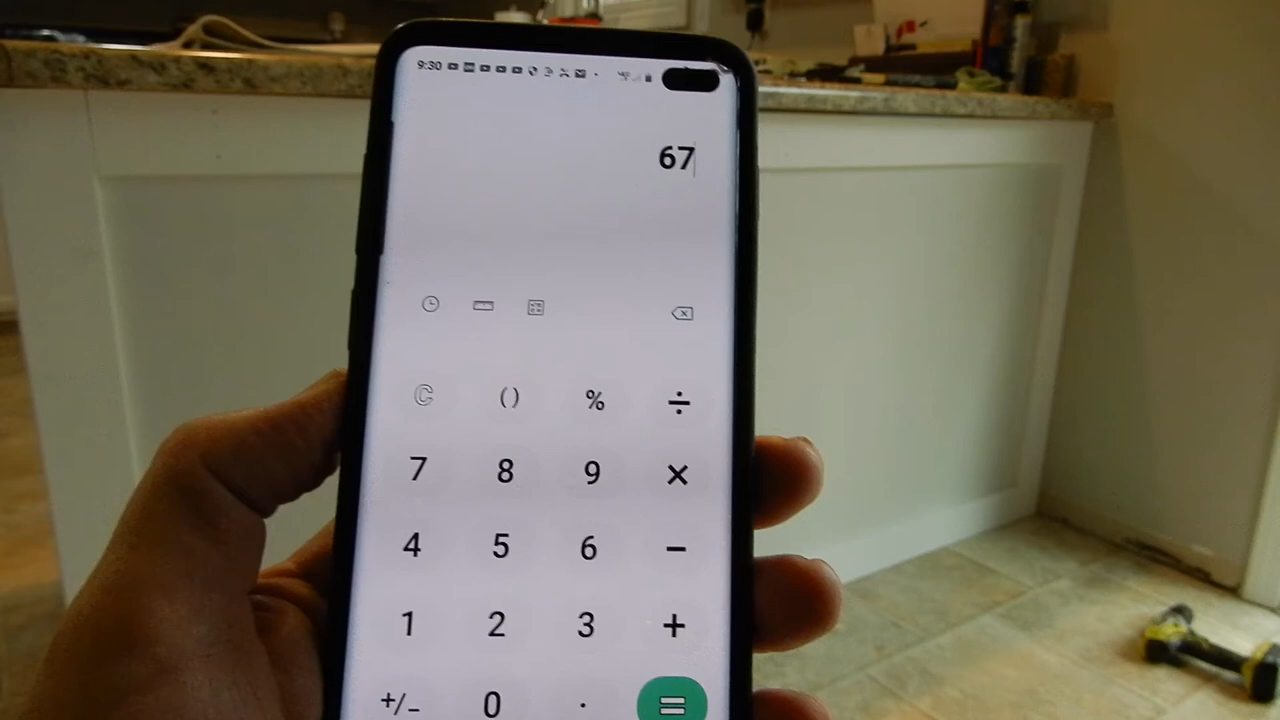 9:30
67
C ( ) % ÷
7 8 9 ×
4 5 6 −
1 2 3 +
+/− 0 . =